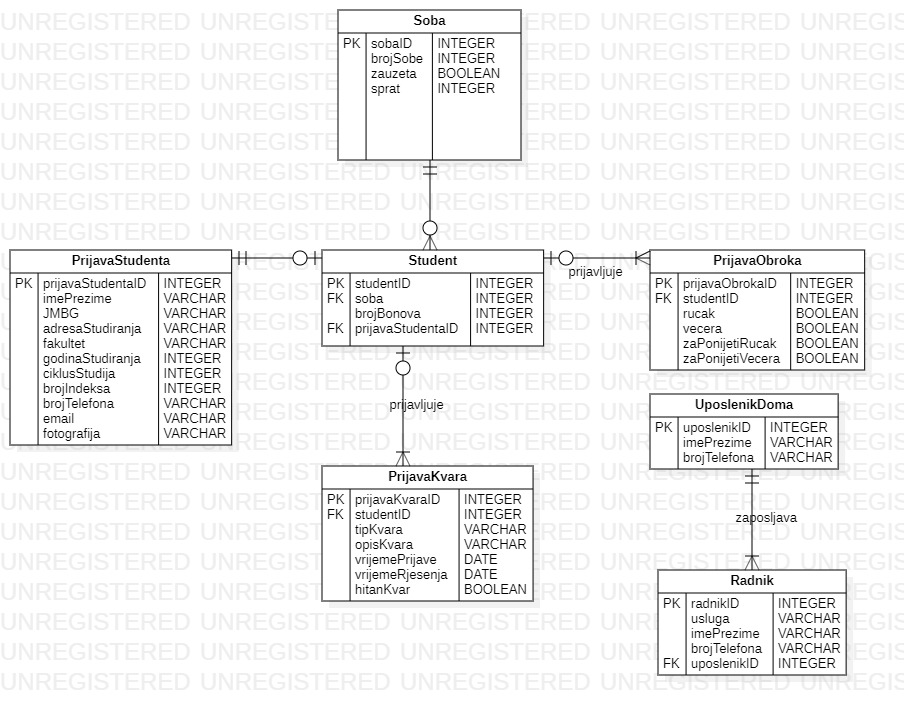 UNREGISTERED UNREGISTERED UNREGISTERED UNREGISTERED
Soba
PK sobaID INTEGER
brojSobe INTEGER
zauzeta BOOLEAN
sprat INTEGER
PrijavaStudenta
PK prijavaStudentaID INTEGER
imePrezime VARCHAR
JMBG VARCHAR
adresaStudiranja VARCHAR
fakultet VARCHAR
godinaStudiranja INTEGER
ciklusStudija INTEGER
brojIndeksa INTEGER
brojTelefona VARCHAR
email VARCHAR
fotografija VARCHAR
Student
PK studentID INTEGER
FK soba INTEGER
brojBonova INTEGER
FK prijavaStudentaID INTEGER
prijavljuje
PrijavaObroka
PK prijavaObrokaID INTEGER
FK studentID INTEGER
rucak BOOLEAN
vecera BOOLEAN
zaPonijetiRucak BOOLEAN
zaPonijetiVecera BOOLEAN
prijavljuje
PrijavaKvara
PK prijavaKvaraID INTEGER
FK studentID INTEGER
tipKvara VARCHAR
opisKvara VARCHAR
vrijemePrijave DATE
vrijemeRjesenja DATE
hitanKvar BOOLEAN
UposlenikDoma
PK uposlenikID INTEGER
imePrezime VARCHAR
brojTelefona VARCHAR
zaposljava
Radnik
PK radnikID INTEGER
usluga VARCHAR
imePrezime VARCHAR
brojTelefona VARCHAR
FK uposlenikID INTEGER